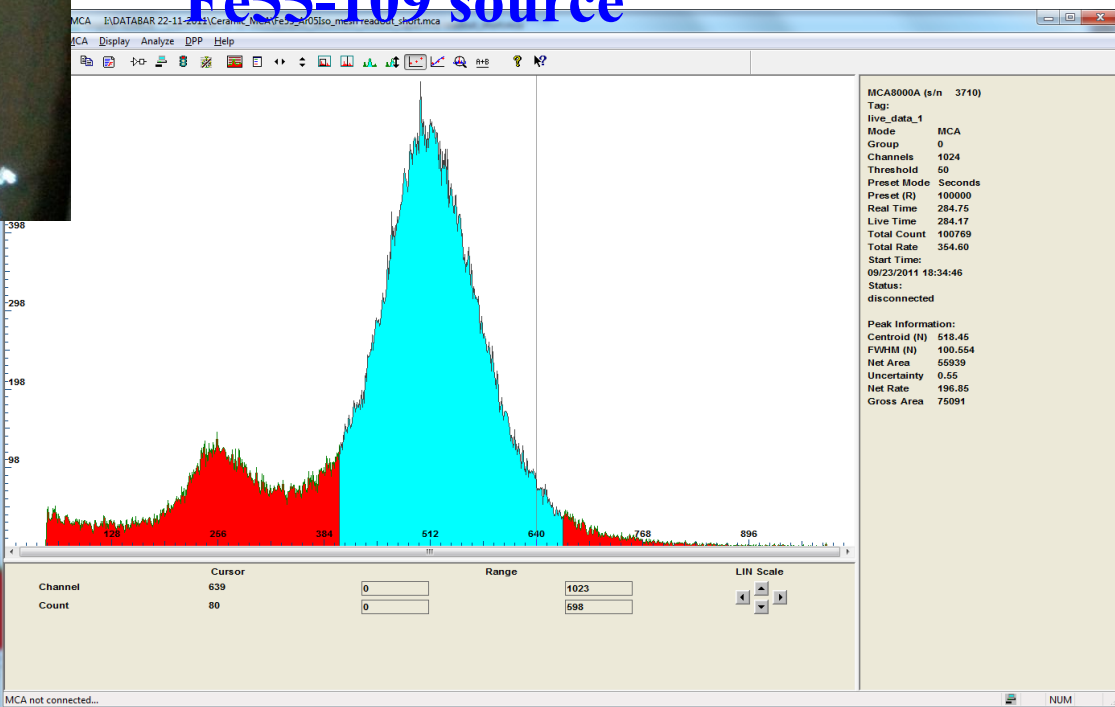 Fe55-109 source
MCA I:\DATABAR 22-11-2011\Ceramic_MCA\Fe55_Ar05Iso_mesh readout_short.mca
MCA Display Analyze DPP Help
A+B
398
298
198
98
128 256 384 512 640 768 896
MCA8000A (s/n 3710)
Tag:
live_data_1
Mode MCA
Group 0
Channels 1024
Threshold 50
Preset Mode Seconds
Preset (R) 100000
Real Time 284.75
Live Time 284.17
Total Count 100769
Total Rate 354.60
Start Time:
09/23/2011 18:34:46
Status:
disconnected
Peak Information:
Centroid (N) 518.45
FWHM (N) 100.554
Net Area 55939
Uncertainty 0.55
Net Rate 196.85
Gross Area 75091
Cursor Range LIN Scale
Channel 639 0 1023
Count 80 0 598
MCA not connected...
NUM